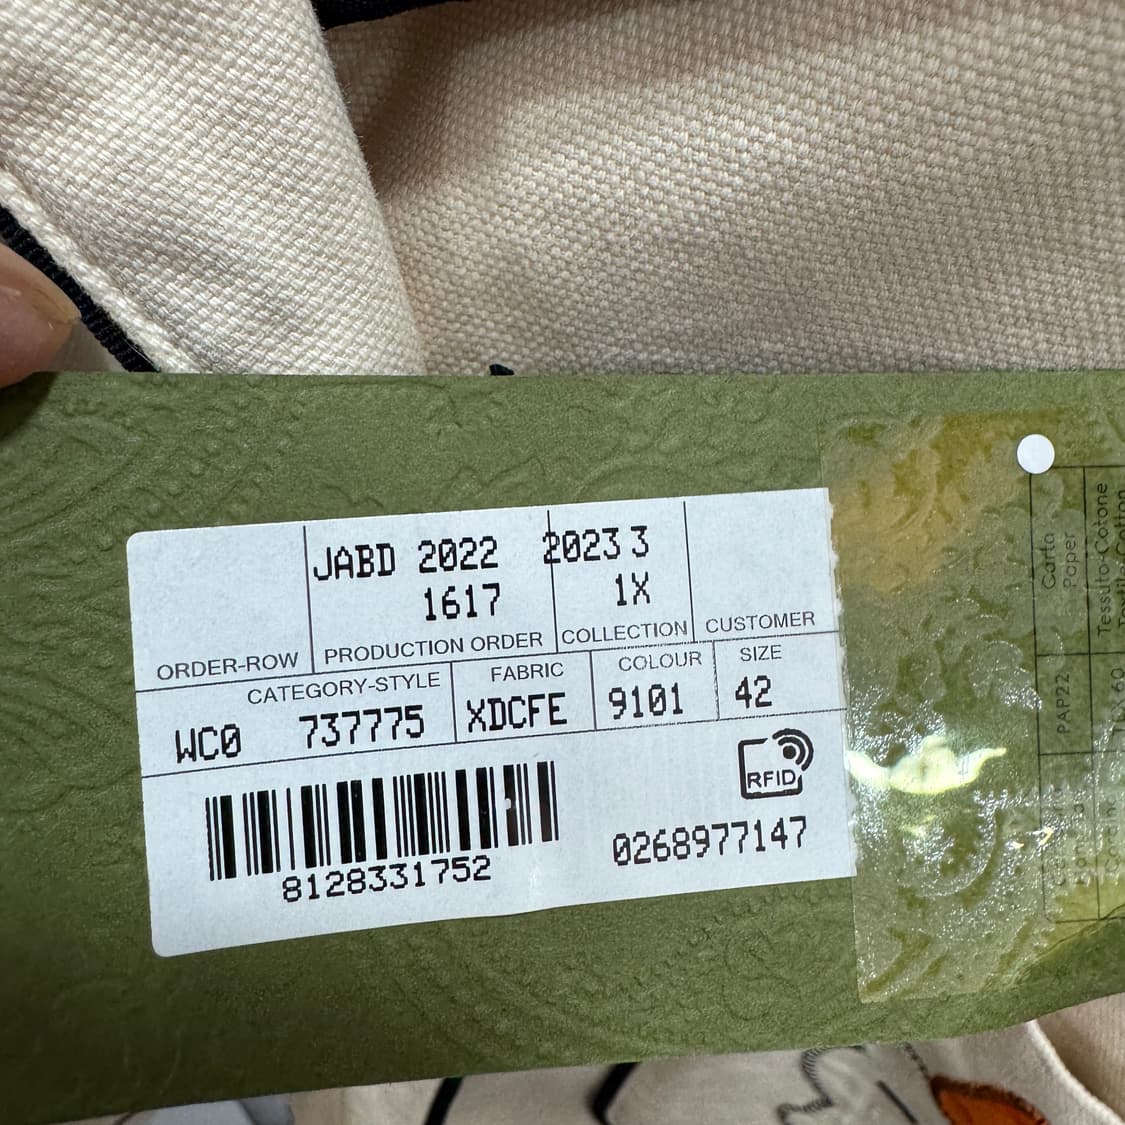 JABD 2022 2023 3
1617 1X
ORDER-ROW PRODUCTION ORDER COLLECTION CUSTOMER
CATEGORY-STYLE FABRIC COLOUR SIZE
WC0 737775 XDCFE 9101 42
RFID
8128331752
0268977147
Carta
Paper
Tessuto-Cotone
PAP22
60